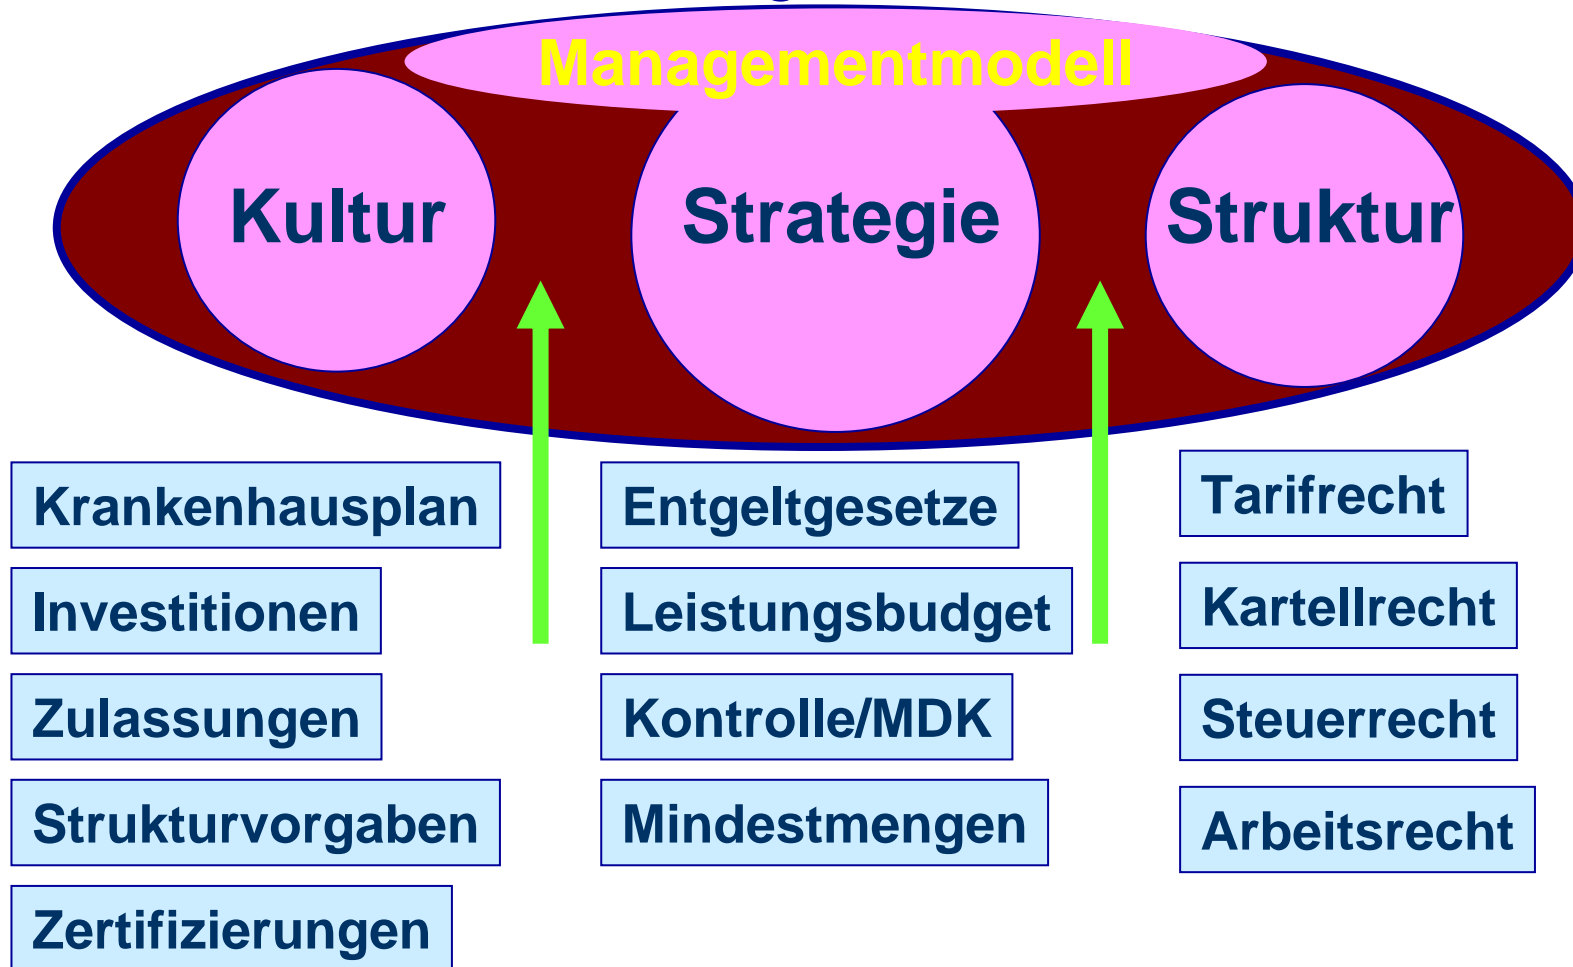 Managementmodell
Kultur
Strategie
Struktur
Krankenhausplan
Investitionen
Zulassungen
Strukturvorgaben
Zertifizierungen
Entgeltgesetze
Leistungsbudget
Kontrolle/MDK
Mindestmengen
Tarifrecht
Kartellrecht
Steuerrecht
Arbeitsrecht